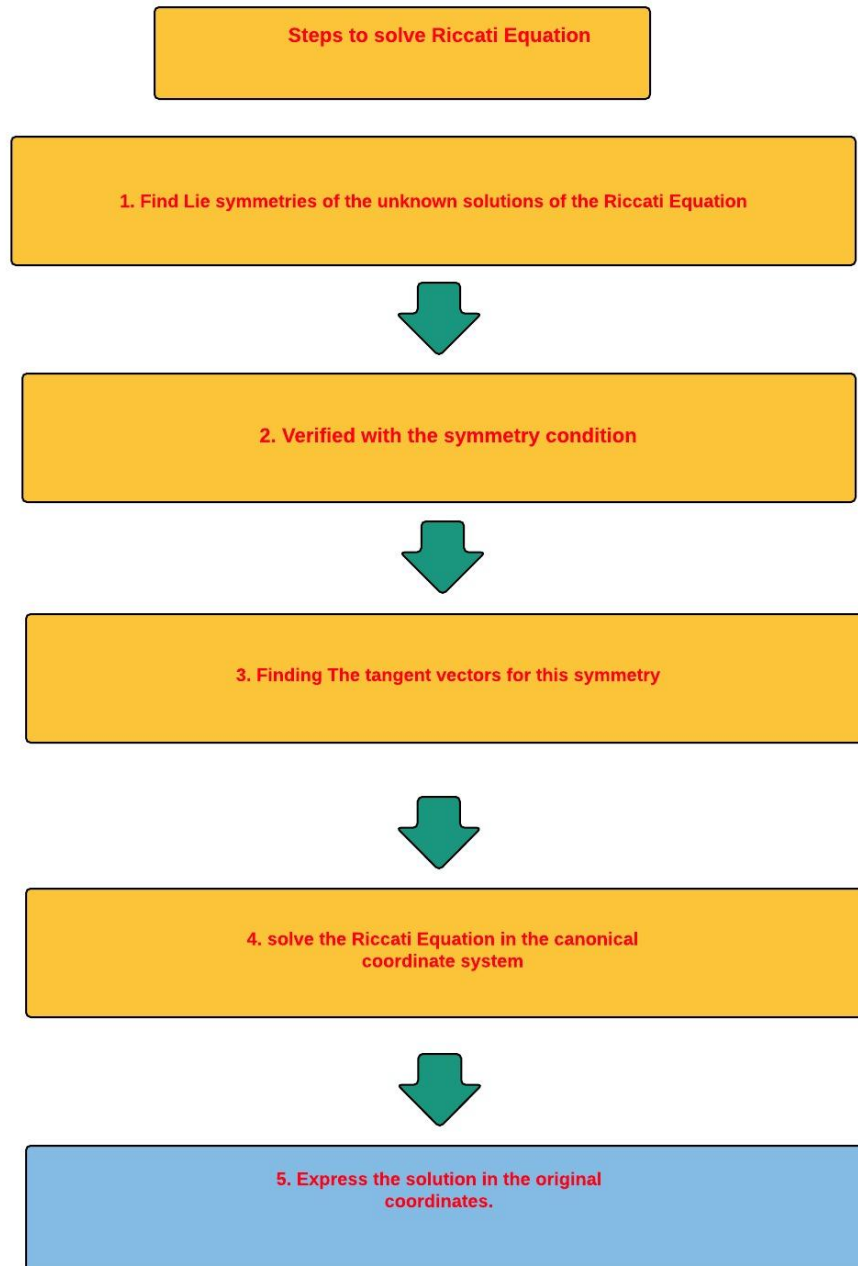 Steps to solve Riccati Equation
1. Find Lie symmetries of the unknown solutions of the Riccati Equation
2. Verified with the symmetry condition
3. Finding The tangent vectors for this symmetry
4. solve the Riccati Equation in the canonical
coordinate system
5. Express the solution in the original
coordinates.